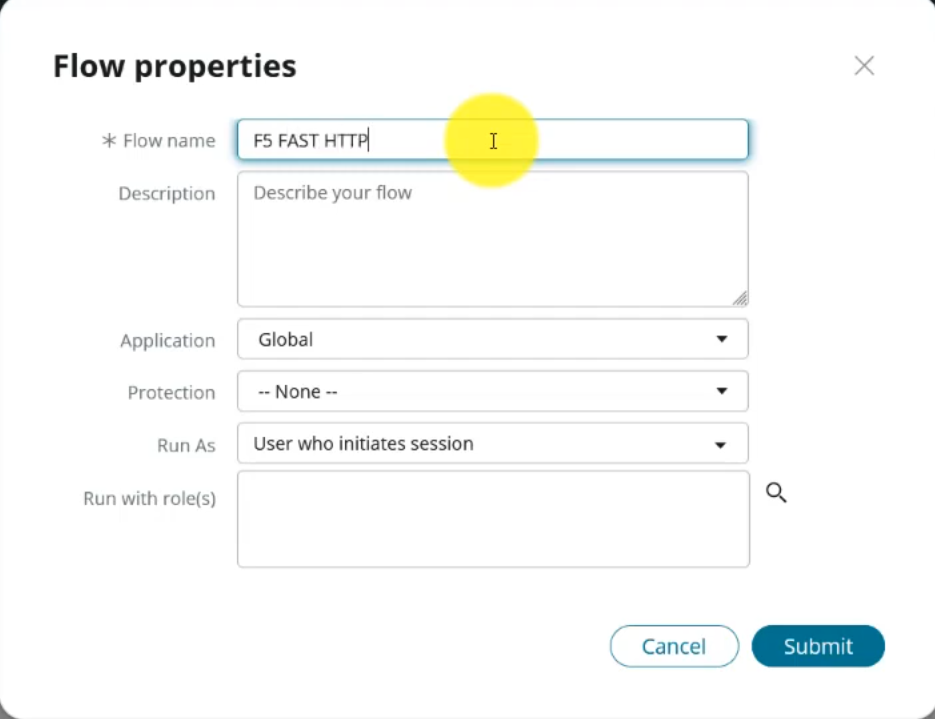 Flow properties
* Flow name F5 FAST HTTP
Description Describe your flow
Application Global
Protection -- None --
Run As User who initiates session
Run with role(s)
Cancel Submit